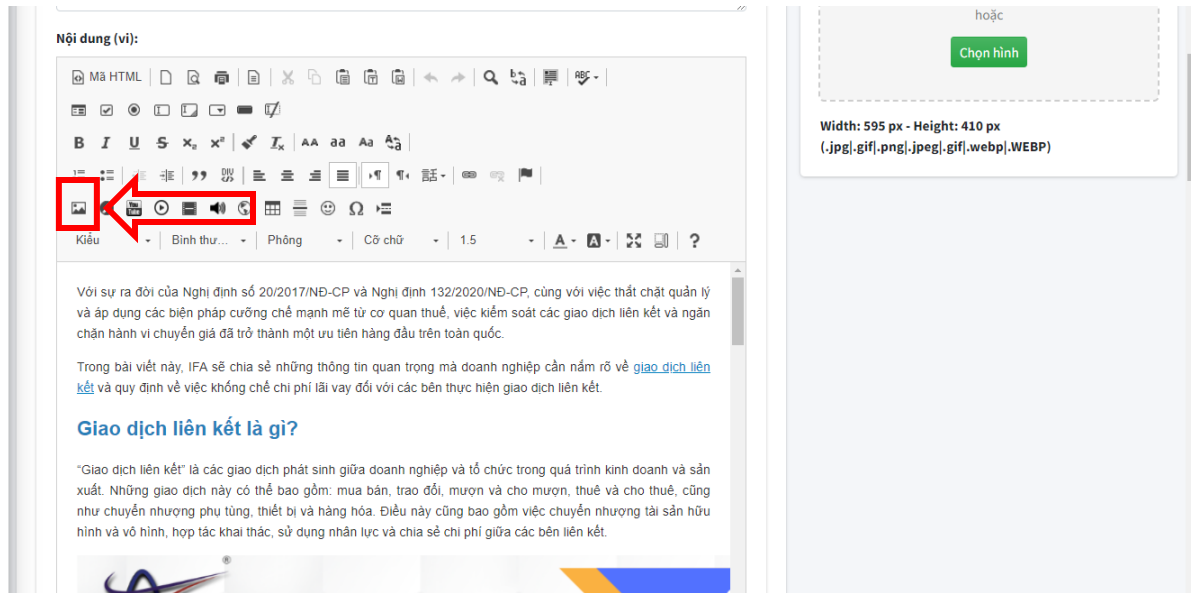 hoặc
Chọn hình
Width: 595 px - Height: 410 px
(.jpg|.gif|.png|.jpeg|.gif|.webp|.WEBP)
Nội dung (vi):
Mã HTML
ABC
B I U S x₂ x² Tx AA aa Aa
DIV
話
You Tube
Ω
Kiểu Bình thư... Phông Cỡ chữ 1.5 A A ?
Với sự ra đời của Nghị định số 20/2017/NĐ-CP và Nghị định 132/2020/NĐ-CP, cùng với việc thắt chặt quản lý
và áp dụng các biện pháp cưỡng chế mạnh mẽ từ cơ quan thuế, việc kiểm soát các giao dịch liên kết và ngăn
chặn hành vi chuyển giá đã trở thành một ưu tiên hàng đầu trên toàn quốc.
Trong bài viết này, IFA sẽ chia sẻ những thông tin quan trọng mà doanh nghiệp cần nắm rõ về giao dịch liên
kết và quy định về việc khống chế chi phí lãi vay đối với các bên thực hiện giao dịch liên kết.
Giao dịch liên kết là gì?
“Giao dịch liên kết” là các giao dịch phát sinh giữa doanh nghiệp và tổ chức trong quá trình kinh doanh và sản
xuất. Những giao dịch này có thể bao gồm: mua bán, trao đổi, mượn và cho mượn, thuê và cho thuê, cũng
như chuyển nhượng phụ tùng, thiết bị và hàng hóa. Điều này cũng bao gồm việc chuyển nhượng tài sản hữu
hình và vô hình, hợp tác khai thác, sử dụng nhân lực và chia sẻ chi phí giữa các bên liên kết.
®